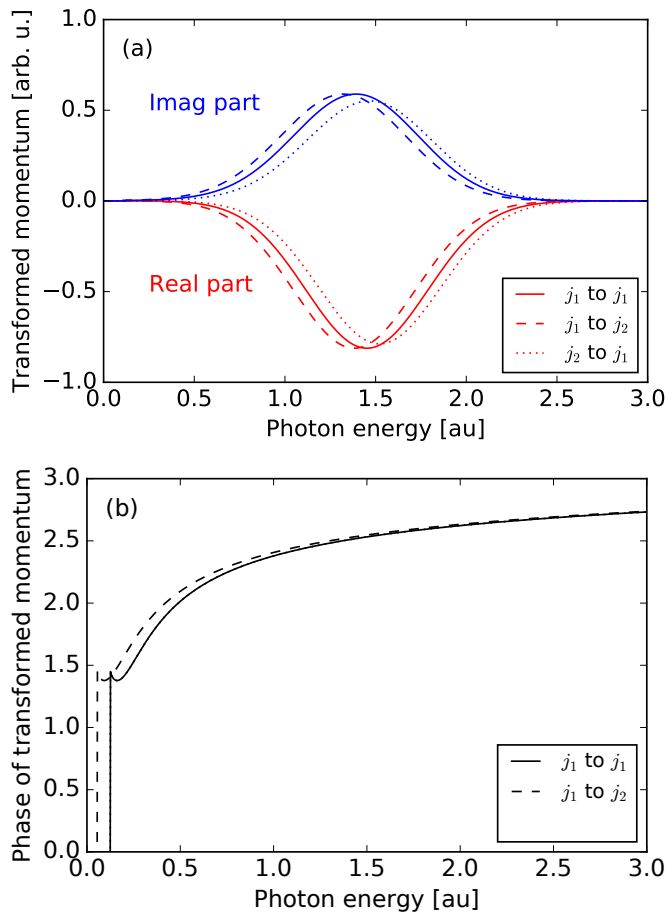 (a)
Imag part
Real part
j₁ to j₁
j₁ to j₂
j₂ to j₁
Transformed momentum [arb. u.]
1.0
0.5
0.0
−0.5
−1.0
0.0 0.5 1.0 1.5 2.0 2.5 3.0
Photon energy [au]
(b)
j₁ to j₁
j₁ to j₂
Phase of transformed momentum
3.0
2.5
2.0
1.5
1.0
0.5
0.0
0.0 0.5 1.0 1.5 2.0 2.5 3.0
Photon energy [au]